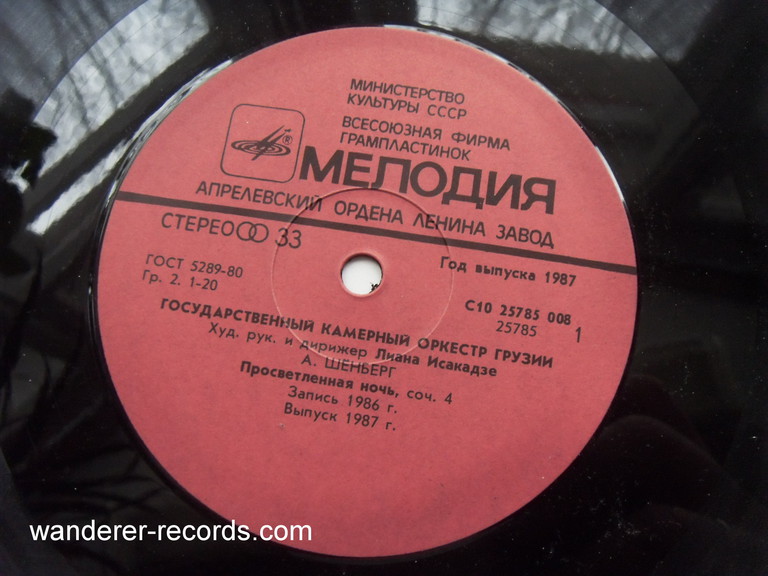 МИНИСТЕРСТВО
КУЛЬТУРЫ СССР
ВСЕСОЮЗНАЯ ФИРМА
ГРАМПЛАСТИНОК
МЕЛОДИЯ
АПРЕЛЕВСКИЙ ОРДЕНА ЛЕНИНА ЗАВОД
СТЕРЕО 33
ГОСТ 5289-80
Гр. 2. 1-20
Год выпуска 1987
С10 25785 008
25785 1
ГОСУДАРСТВЕННЫЙ КАМЕРНЫЙ ОРКЕСТР ГРУЗИИ
Худ. рук. и дирижер Лиана Исакадзе
А. ШЕНБЕРГ
Просветленная ночь, соч. 4
Запись 1986 г.
Выпуск 1987 г.
wanderer-records.com